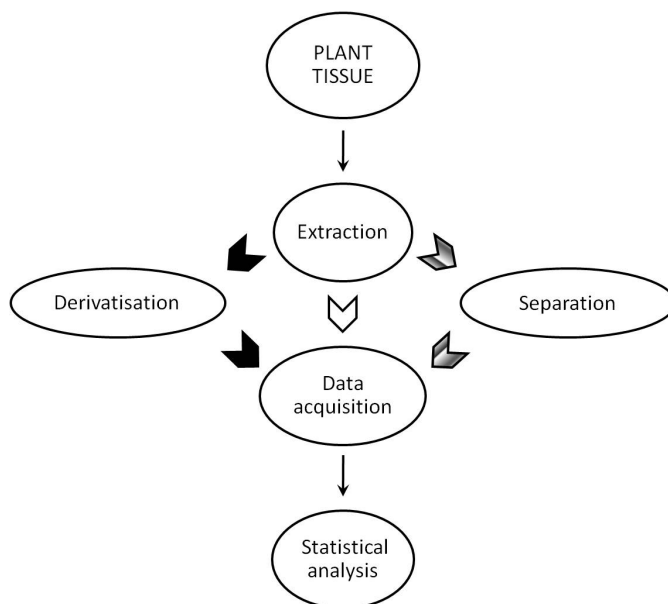 PLANT
TISSUE
Extraction
Derivatisation
Separation
Data
acquisition
Statistical
analysis